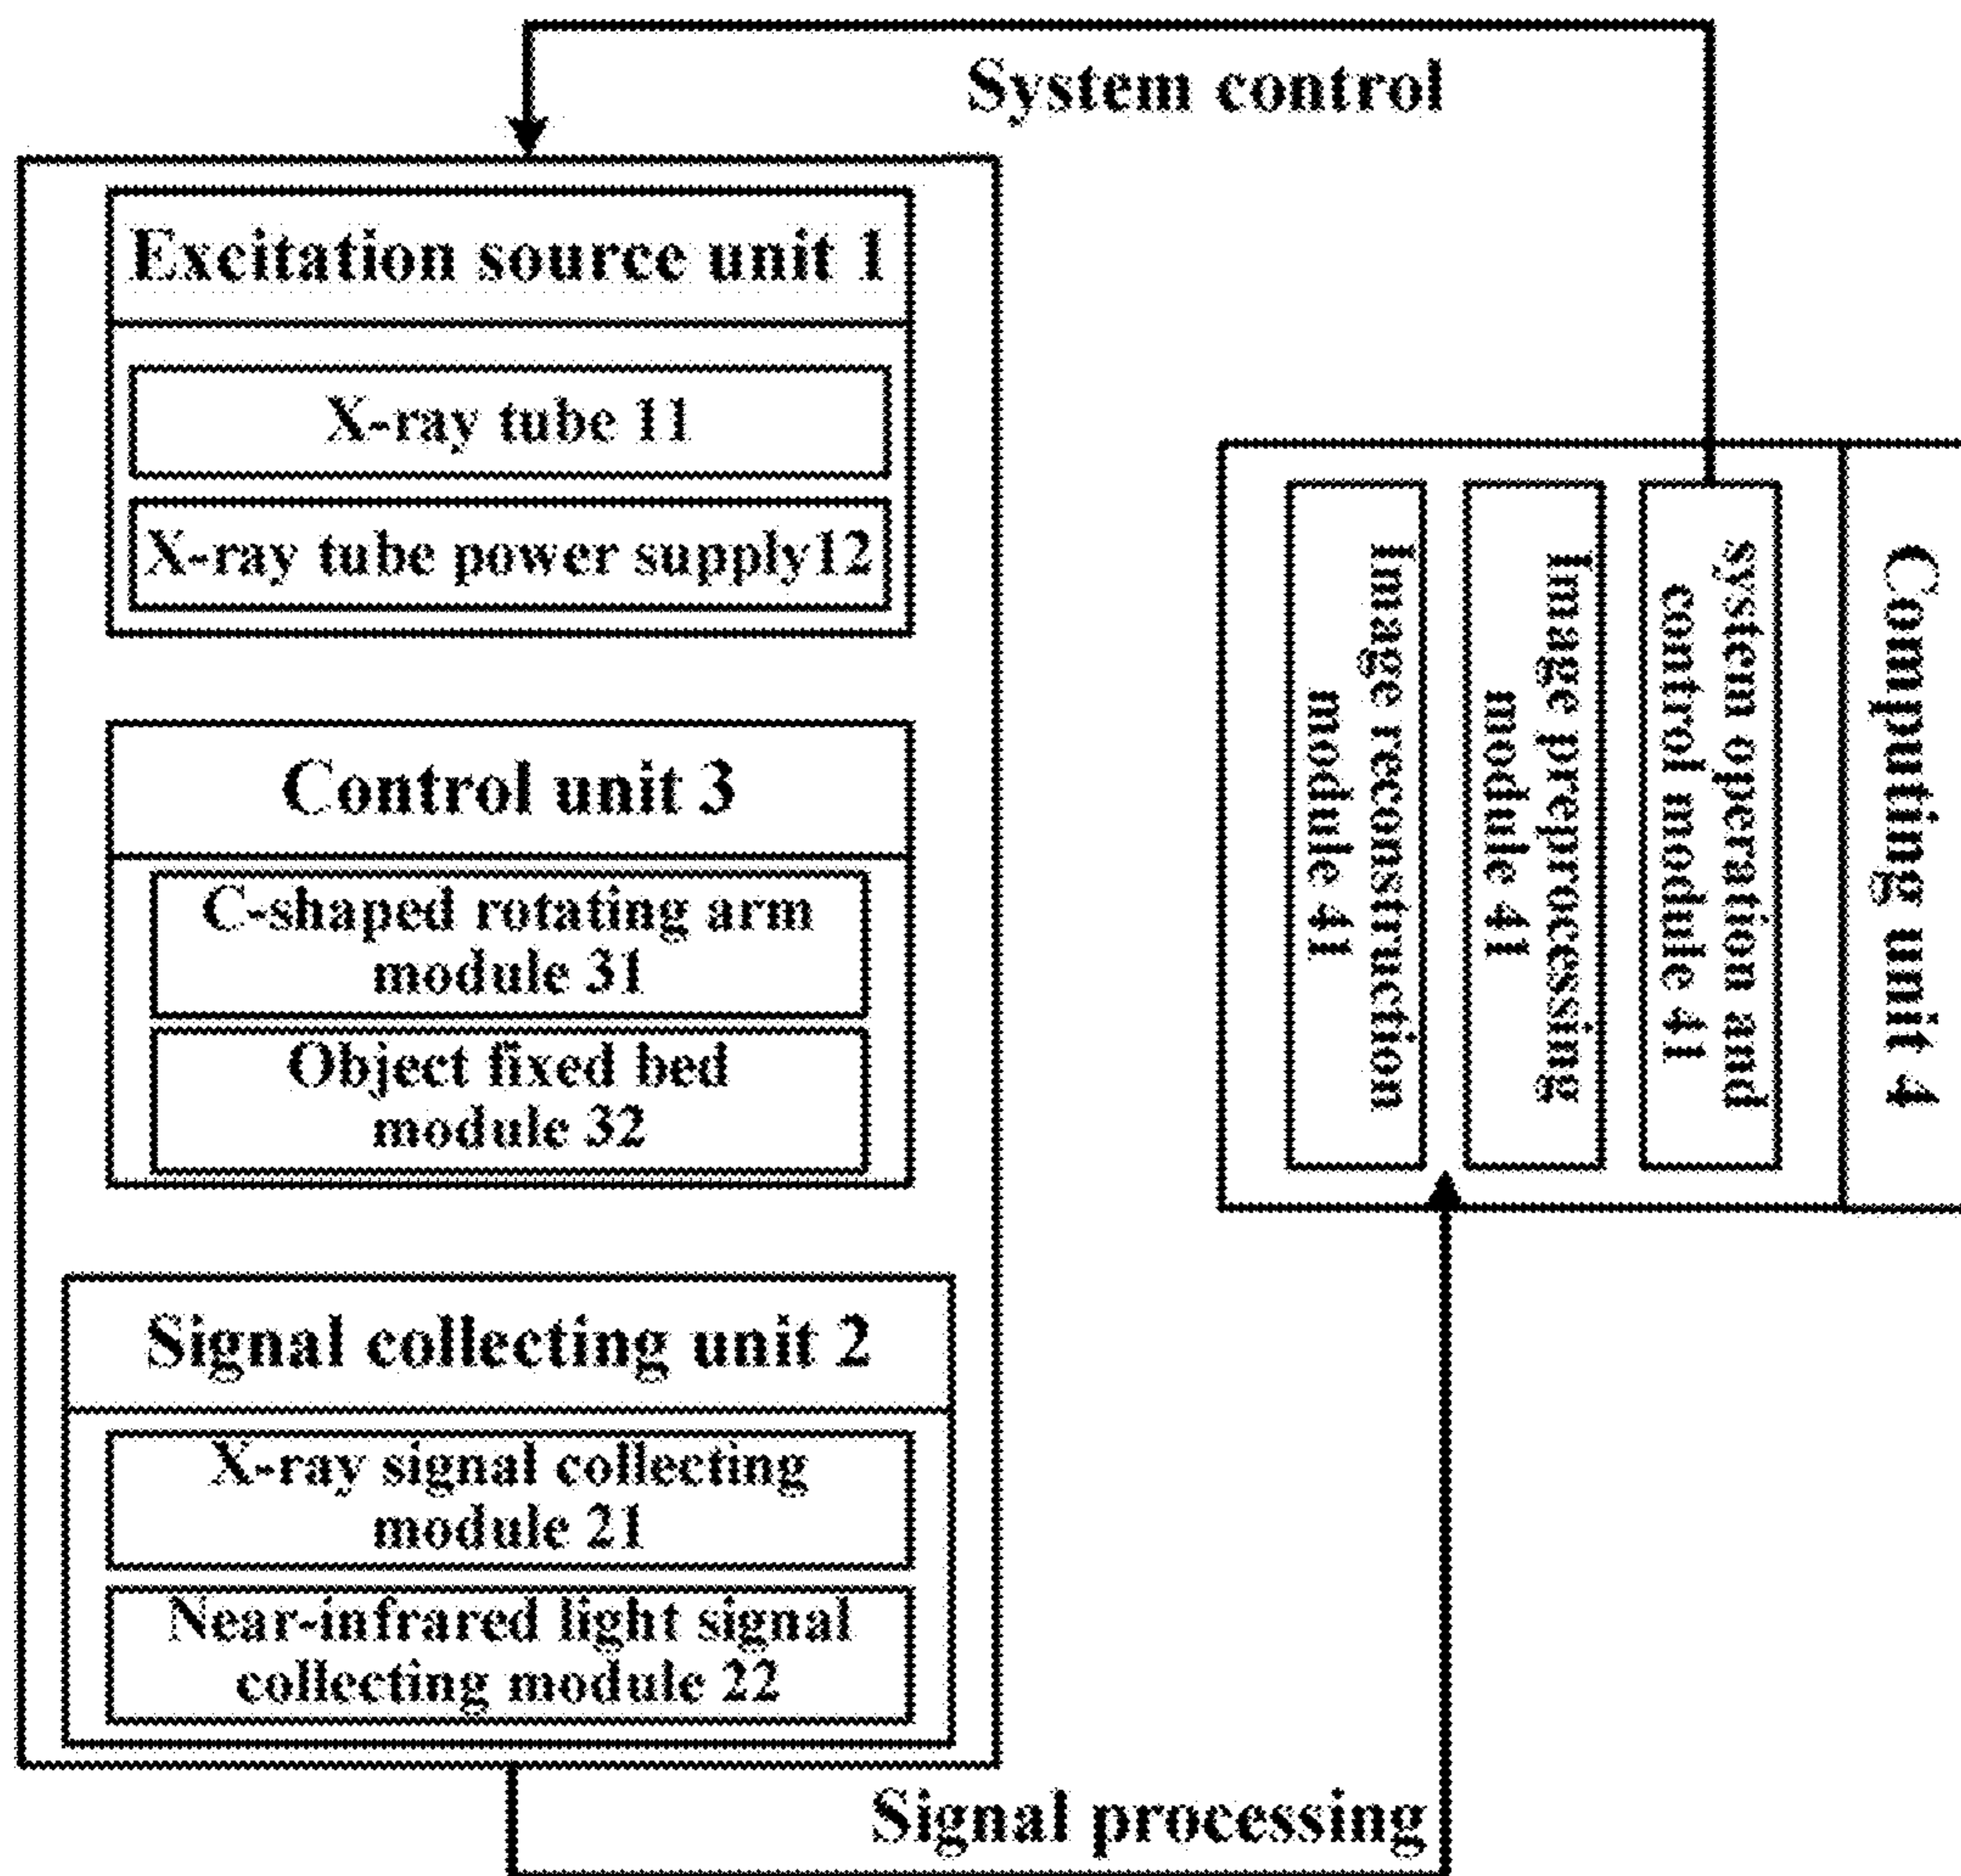 System control
Excitation source unit 1
X-ray tube 11
X-ray tube power supply12
Control unit 3
C-shaped rotating arm
module 31
Object fixed bed
module 32
Signal collecting unit 2
X-ray signal collecting
module 21
Near-infrared light signal
collecting module 22
Signal processing
Computing unit 4
system operation and
control module 41
Image preprocessing
module 41
Image reconstruction
module 41